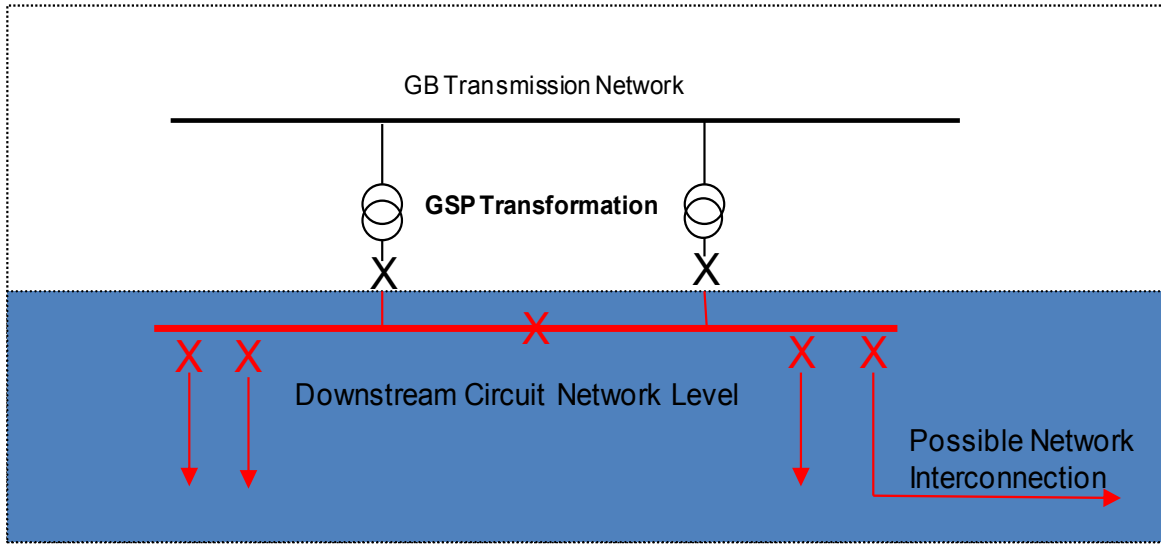 GB Transmission Network
GSP Transformation
X X
X
X X X X
Downstream Circuit Network Level
Possible Network
Interconnection